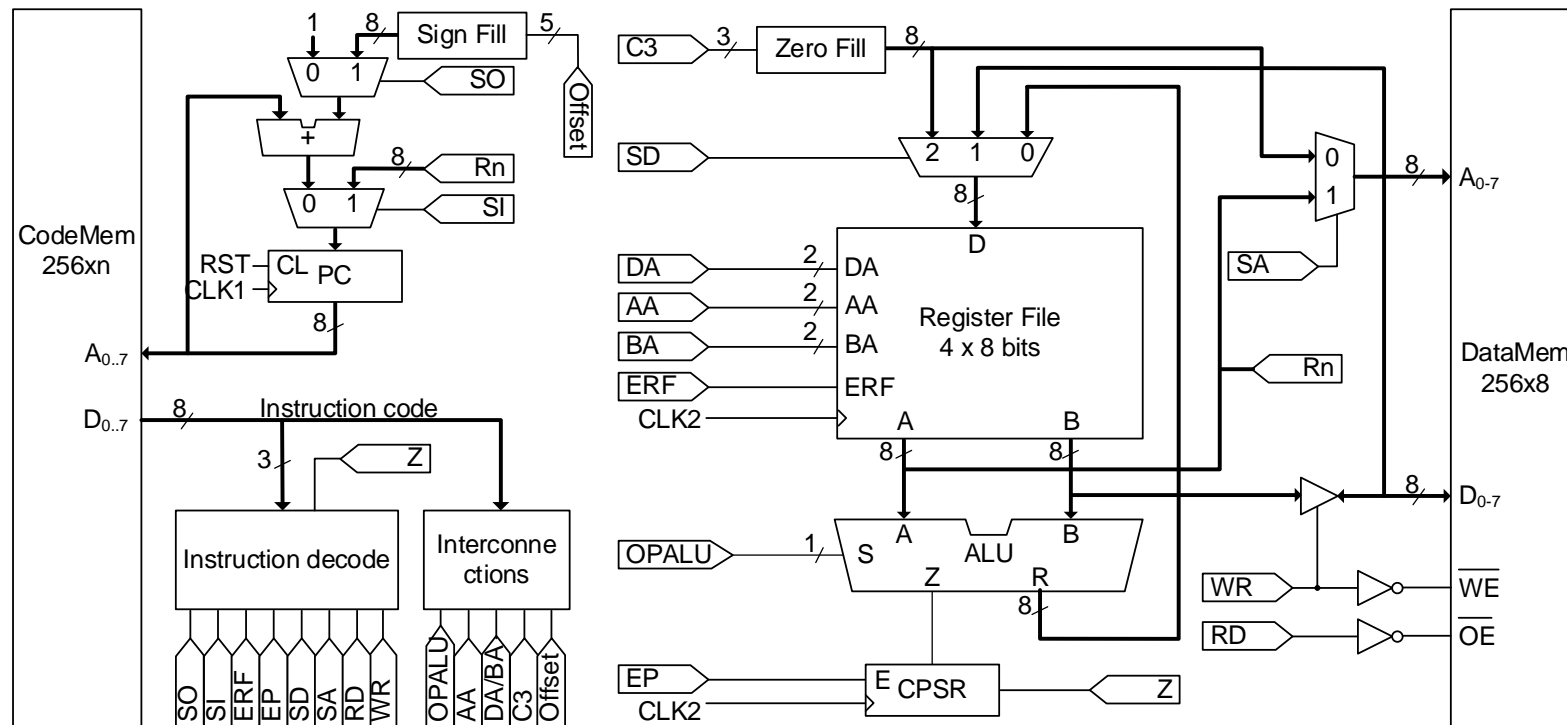 1
8
Sign Fill
5
0 1
SO
Offset
+
8
Rn
0 1
SI
CodeMem
256xn
RST
CL PC
CLK1
8
A0..7
D0..7
8
Instruction code
3
Z
Instruction decode
Interconne
ctions
SO
SI
ERF
EP
SD
SA
RD
WR
OPALU
AA
DA/BA
C3
Offset
C3
3
Zero Fill
8
SD
2 1 0
8
D
DA
2
DA
AA
2
AA
BA
2
BA
ERF
ERF
CLK2
Register File
4 x 8 bits
A
B
8
8
OPALU
1
S
A
ALU
B
Z
R
8
EP
E
CPSR
Z
CLK2
0
1
8
A0-7
SA
Rn
DataMem
256x8
8
D0-7
WR
WE
RD
OE